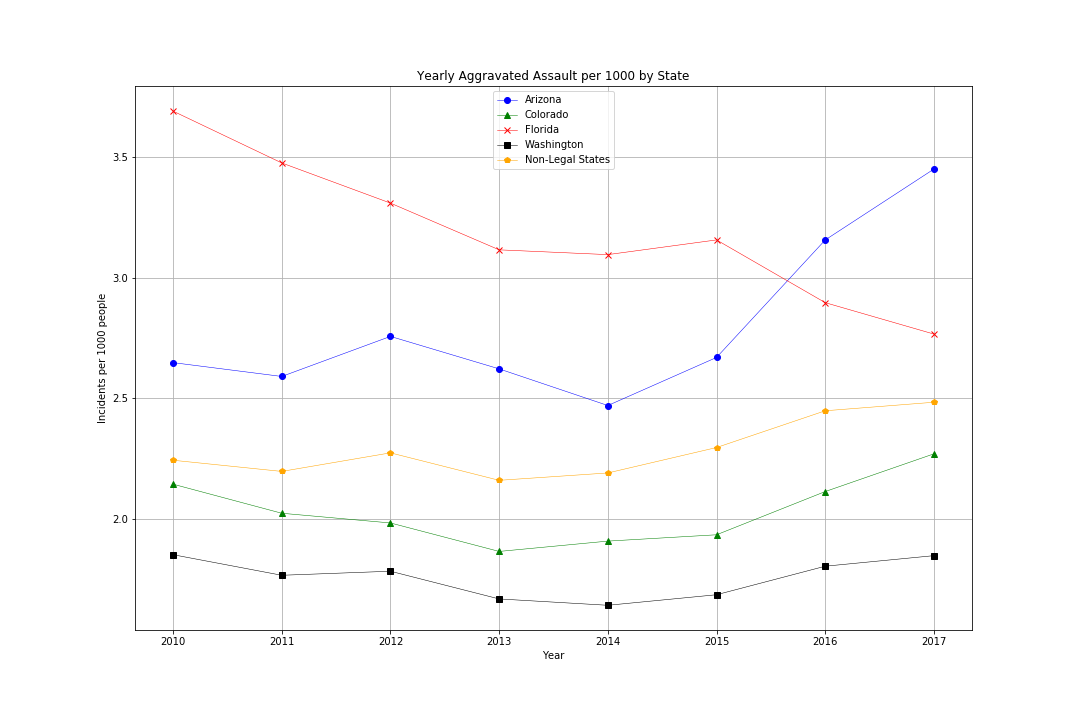 Yearly Aggravated Assault per 1000 by State
Arizona
Colorado
Florida
Washington
Non-Legal States
3.5
3.0
2.5
2.0
Incidents per 1000 people
2010 2011 2012 2013 2014 2015 2016 2017
Year